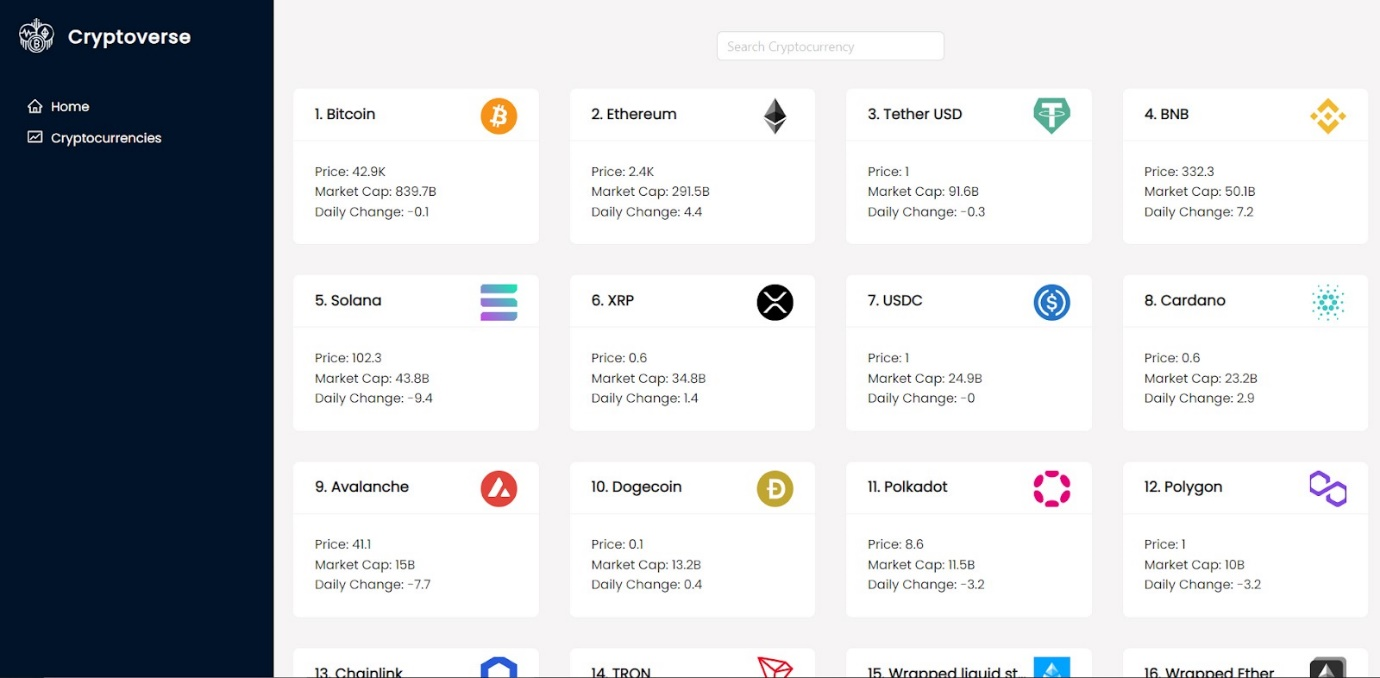 Cryptoverse
Home
Cryptocurrencies
Search Cryptocurrency
1. Bitcoin
Price: 42.9K
Market Cap: 839.7B
Daily Change: -0.1
2. Ethereum
Price: 2.4K
Market Cap: 291.5B
Daily Change: 4.4
3. Tether USD
Price: 1
Market Cap: 91.6B
Daily Change: -0.3
4. BNB
Price: 332.3
Market Cap: 50.1B
Daily Change: 7.2
5. Solana
Price: 102.3
Market Cap: 43.8B
Daily Change: -9.4
6. XRP
Price: 0.6
Market Cap: 34.8B
Daily Change: 1.4
7. USDC
Price: 1
Market Cap: 24.9B
Daily Change: -0
8. Cardano
Price: 0.6
Market Cap: 23.2B
Daily Change: 2.9
9. Avalanche
Price: 41.1
Market Cap: 15B
Daily Change: -7.7
10. Dogecoin
Price: 0.1
Market Cap: 13.2B
Daily Change: 0.4
11. Polkadot
Price: 8.6
Market Cap: 11.5B
Daily Change: -3.2
12. Polygon
Price: 1
Market Cap: 10B
Daily Change: -3.2
13. Chainlink
14. TRON
15. Wrapped liquid st...
16. Wrapped Ether